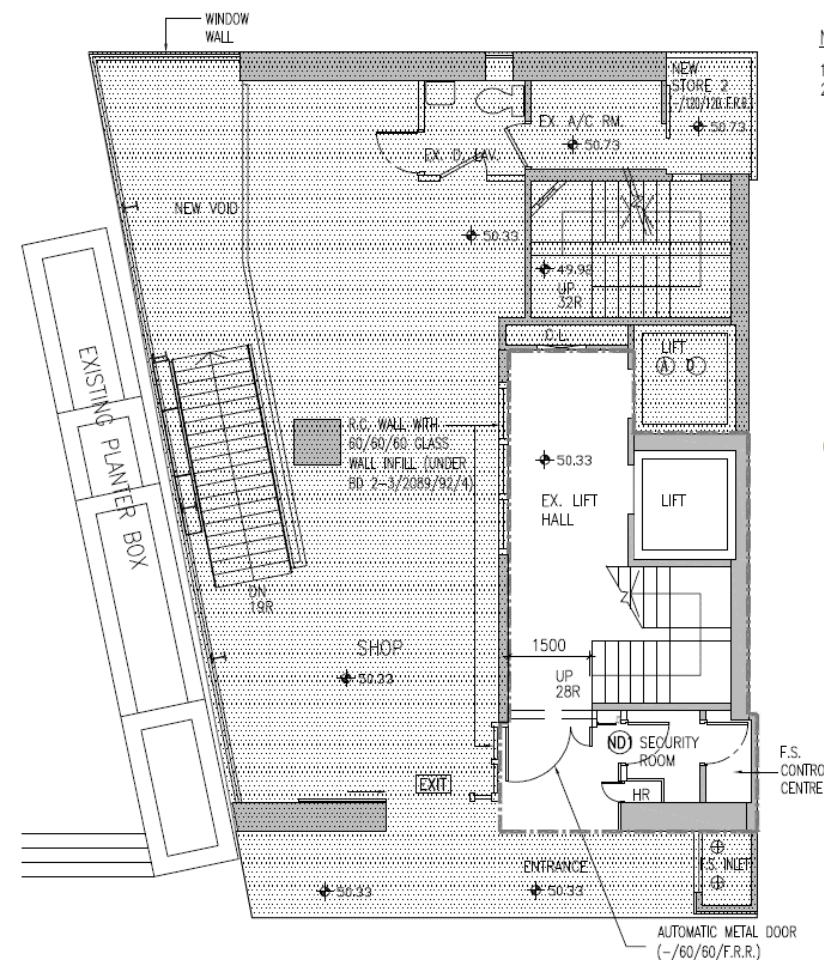 WINDOW
WALL
NEW
STORE 2
(-/120/120 F.R.R.)
50.73
EX. A/C RM.
50.73
EX. D. LAV.
NEW VOID
50.33
49.98
UP
32R
C.L.
LIFT
A D
EXISTING PLANTER BOX
R.C. WALL WITH
60/60/60 GLASS
WALL INFILL (UNDER
BD 2-3/2089/92/4)
50.33
EX. LIFT
HALL
LIFT
DN
19R
SHOP
50.33
1500
UP
28R
ND1 SECURITY
ROOM
F.S.
CONTRO
CENTRE
EXIT
HR
ENTRANCE
F.S. INLET
50.33
50.33
AUTOMATIC METAL DOOR
(-/60/60/F.R.R.)